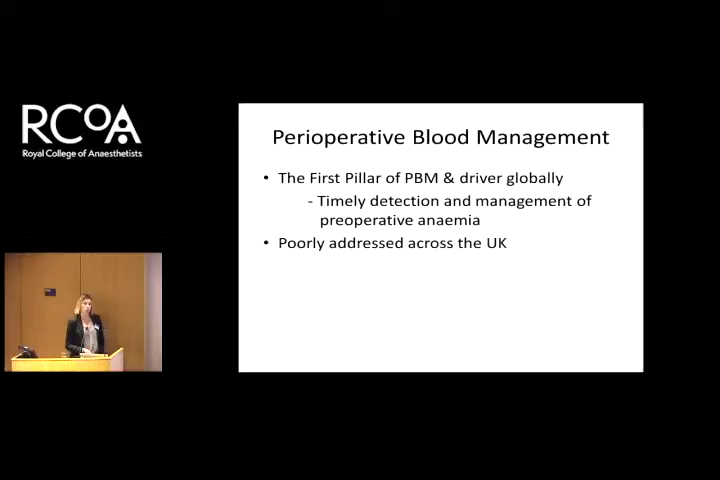 RCOA
Royal College of Anaesthetists
Perioperative Blood Management
• The First Pillar of PBM & driver globally
- Timely detection and management of
preoperative anaemia
• Poorly addressed across the UK